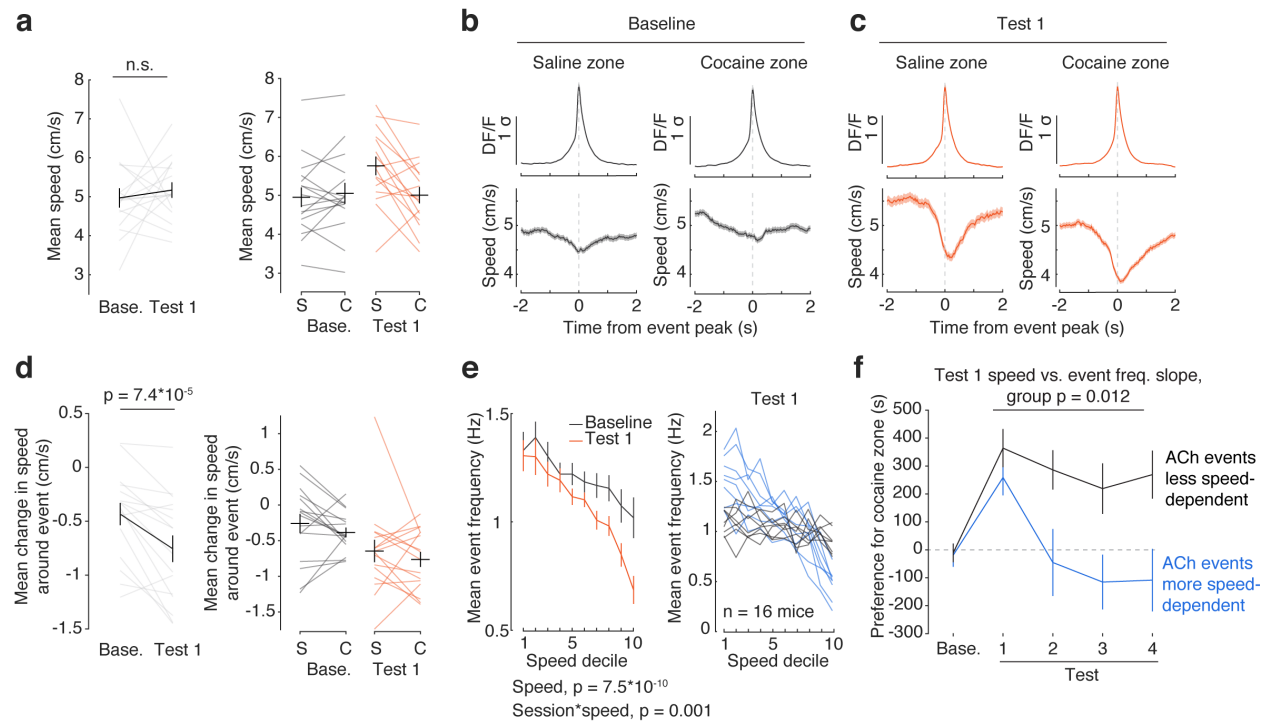 a
n.s.
Mean speed (cm/s)
8
7
6
5
4
3
Base. Test 1
Mean speed (cm/s)
8
7
6
5
4
3
S C S C
Base. Test 1
b
Baseline
Saline zone Cocaine zone
DF/F
1 σ
DF/F
1 σ
Speed (cm/s)
5
4
Speed (cm/s)
5
4
-2 0 2 -2 0 2
Time from event peak (s)
c
Test 1
Saline zone Cocaine zone
DF/F
1 σ
DF/F
1 σ
Speed (cm/s)
5
4
Speed (cm/s)
5
4
-2 0 2 -2 0 2
Time from event peak (s)
d
p = 7.4*10-5
Mean change in speed
around event (cm/s)
0.5
0
-0.5
-1
-1.5
Base. Test 1
Mean change in speed
around event (cm/s)
1
0.5
0
-0.5
-1
-1.5
S C S C
Base. Test 1
e
Mean event frequency (Hz)
1.5
1
0.5
Baseline
Test 1
1 5 10
Speed decile
Speed, p = 7.5*10-10
Session*speed, p = 0.001
Test 1
Mean event frequency (Hz)
2
1.5
1
0.5
0
n = 16 mice
1 5 10
Speed decile
f
Test 1 speed vs. event freq. slope,
group p = 0.012
Preference for cocaine zone (s)
500
400
300
200
100
0
-100
-200
-300
ACh events
less speed-
dependent
ACh events
more speed-
dependent
Base. 1 2 3 4
Test